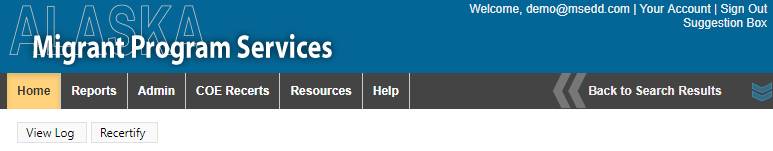 ALASKA
Migrant Program Services
Welcome, demo@msedd.com | Your Account | Sign Out
Suggestion Box
Home Reports Admin COE Recerts Resources Help Back to Search Results
View Log Recertify